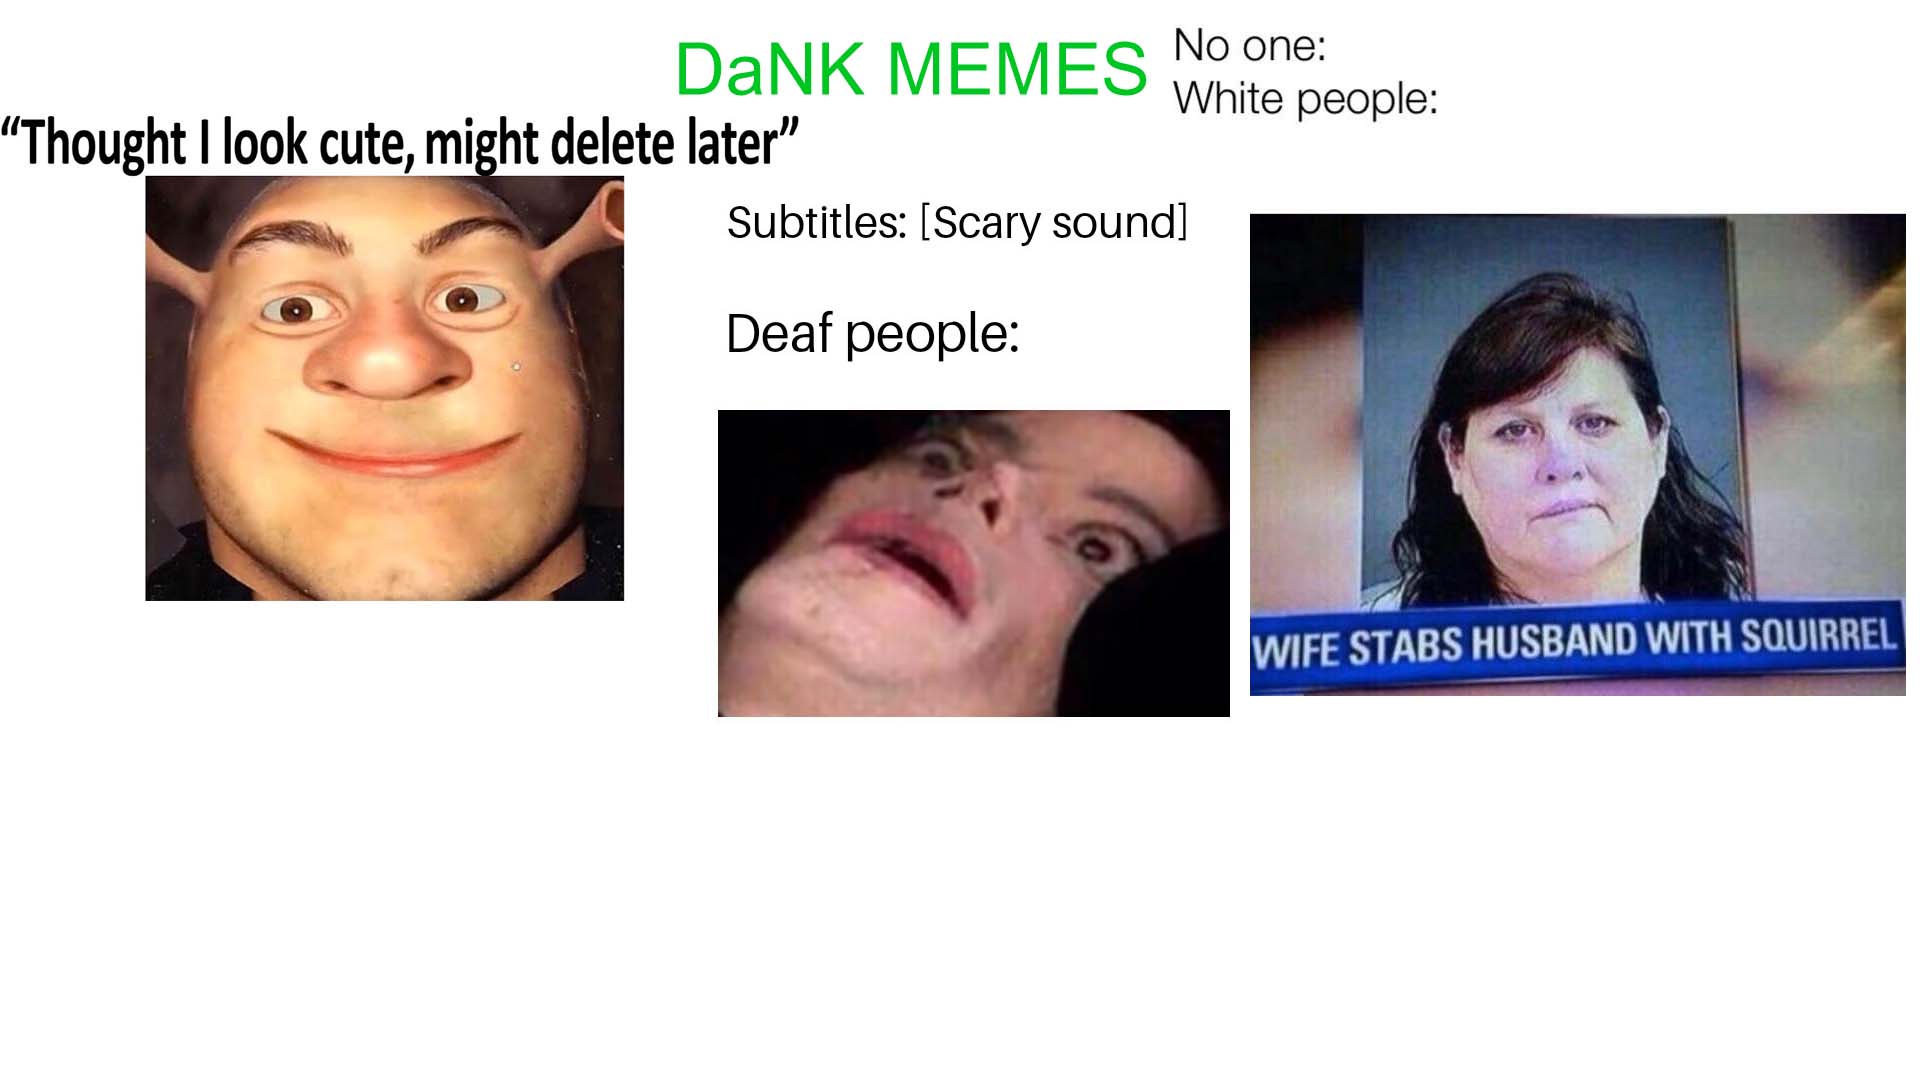 DaNK MEMES
“Thought I look cute, might delete later”
Subtitles: [Scary sound]
Deaf people:
No one:
White people:
WIFE STABS HUSBAND WITH SQUIRREL